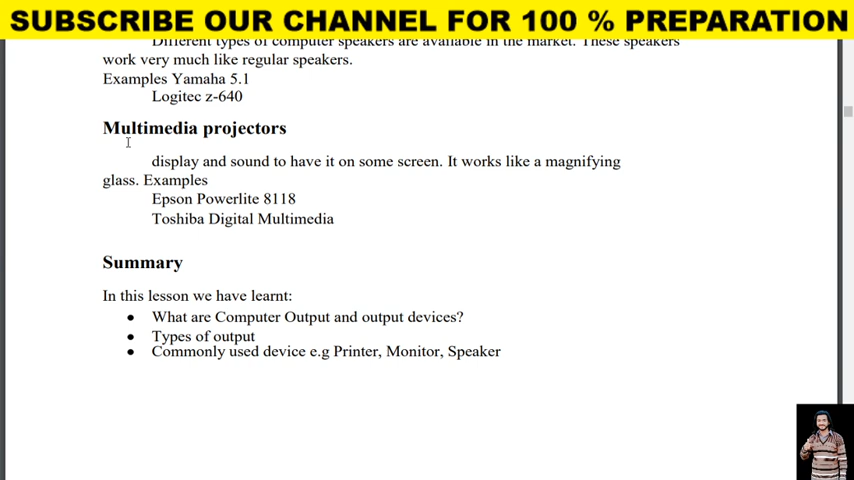 SUBSCRIBE OUR CHANNEL FOR 100 % PREPARATION
Different types of computer speakers are available in the market. These speakers
work very much like regular speakers.
Examples Yamaha 5.1
Logitec z-640
Multimedia projectors
display and sound to have it on some screen. It works like a magnifying
glass. Examples
Epson Powerlite 8118
Toshiba Digital Multimedia
Summary
In this lesson we have learnt:
• What are Computer Output and output devices?
• Types of output
• Commonly used device e.g Printer, Monitor, Speaker